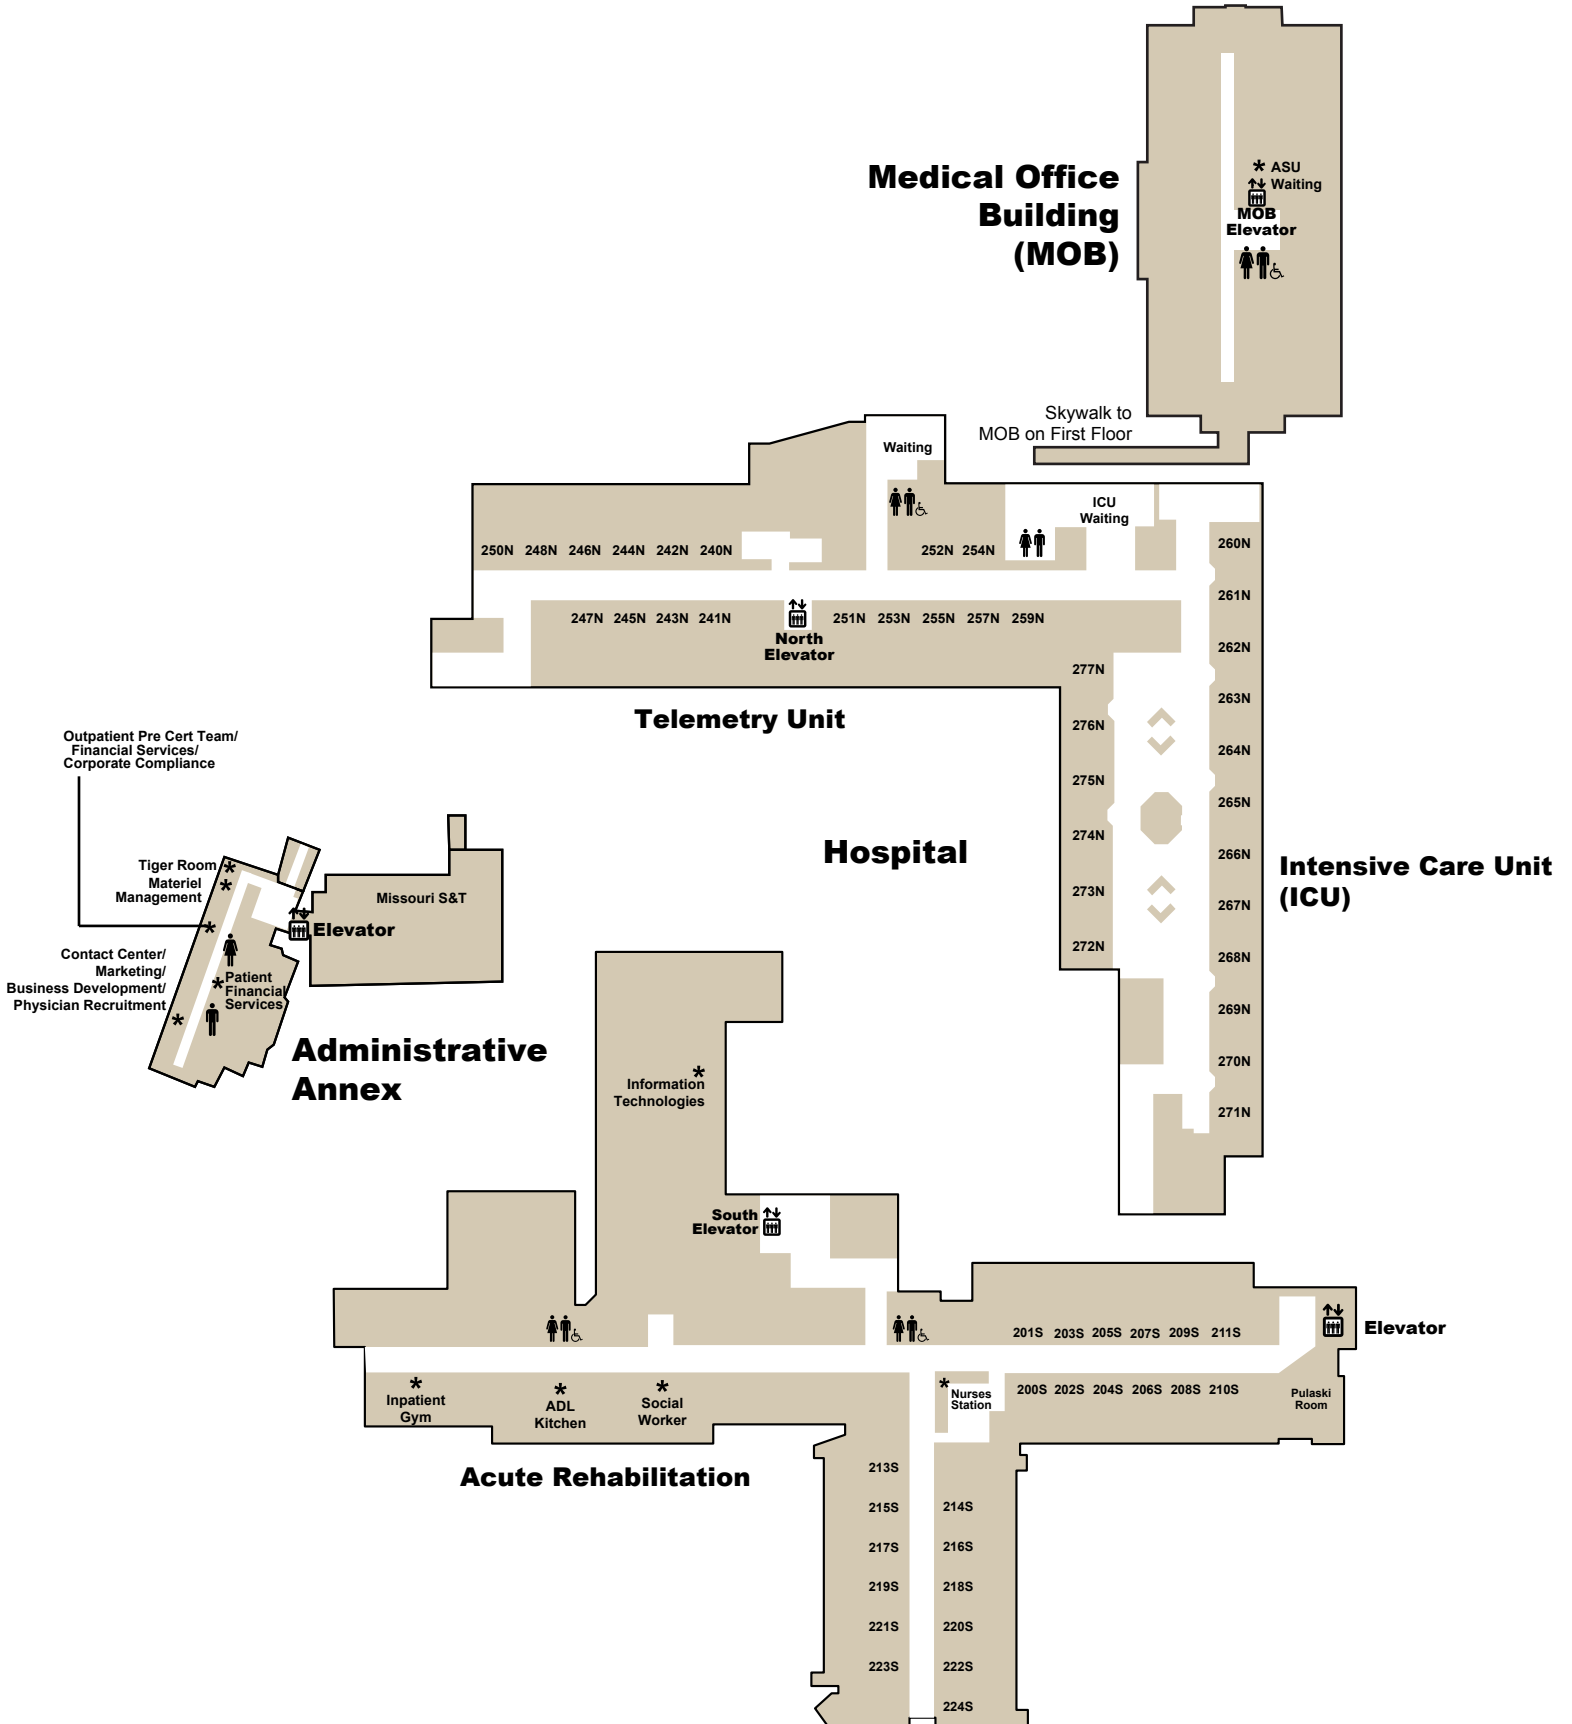 Medical Office
Building
(MOB)
* ASU
Waiting
MOB
Elevator
Skywalk to
MOB on First Floor
Waiting
ICU
Waiting
250N 248N 246N 244N 242N 240N
252N 254N
260N
261N
262N
263N
264N
265N
266N
267N
268N
269N
270N
271N
247N 245N 243N 241N
251N 253N 255N 257N 259N
North
Elevator
277N
276N
275N
274N
273N
272N
Telemetry Unit
Hospital
Intensive Care Unit
(ICU)
Outpatient Pre Cert Team/
Financial Services/
Corporate Compliance
Tiger Room *
Materiel *
Management
*
Missouri S&T
Elevator
Contact Center/
Marketing/
Business Development/
Physician Recruitment
*
* Patient
Financial
Services
Administrative
Annex
*
Information
Technologies
South
Elevator
201S 203S 205S 207S 209S 211S
Elevator
*
Inpatient
Gym
*
ADL
Kitchen
*
Social
Worker
*
Nurses
Station
200S 202S 204S 206S 208S 210S
Pulaski
Room
Acute Rehabilitation
213S
215S 214S
217S 216S
219S 218S
221S 220S
223S 222S
224S